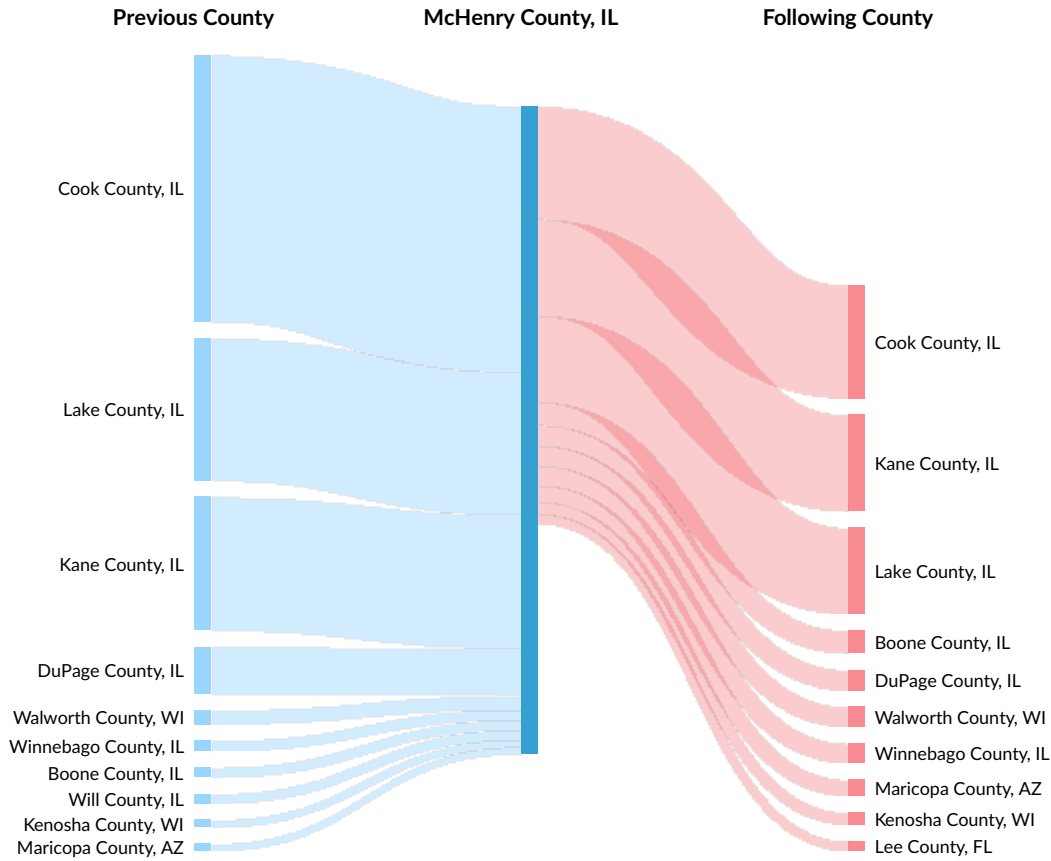 Previous County
McHenry County, IL
Following County
Cook County, IL
Lake County, IL
Kane County, IL
DuPage County, IL
Walworth County, WI
Winnebago County, IL
Boone County, IL
Will County, IL
Kenosha County, WI
Maricopa County, AZ
Cook County, IL
Kane County, IL
Lake County, IL
Boone County, IL
DuPage County, IL
Walworth County, WI
Winnebago County, IL
Maricopa County, AZ
Kenosha County, WI
Lee County, FL